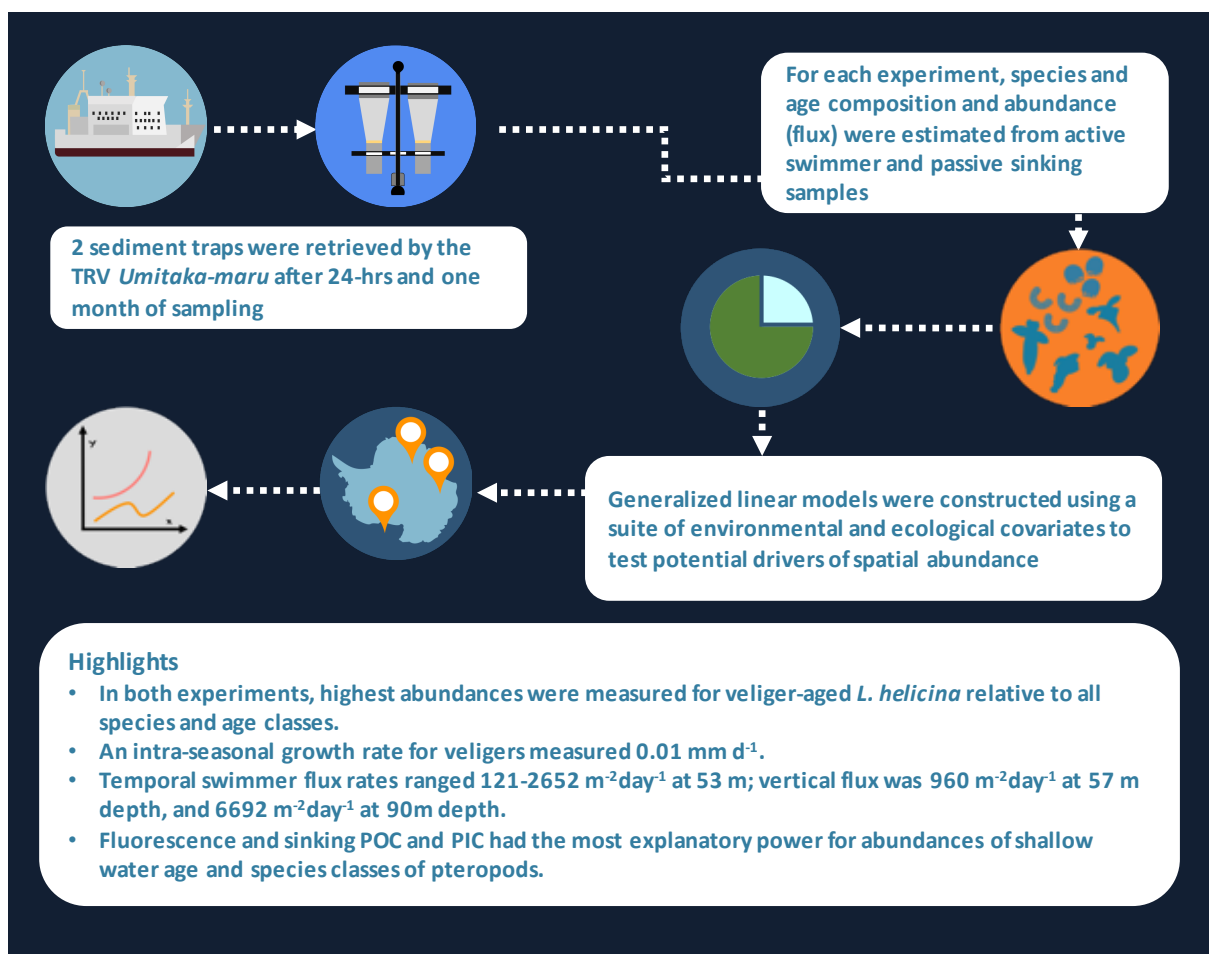 For each experiment, species and
age composition and abundance
(flux) were estimated from active
swimmer and passive sinking
samples
2 sediment traps were retrieved by the
TRV Umitaka-maru after 24-hrs and one
month of sampling
y
x
Generalized linear models were constructed using a
suite of environmental and ecological covariates to
test potential drivers of spatial abundance
Highlights
• In both experiments, highest abundances were measured for veliger-aged L. helicina relative to all
species and age classes.
• An intra-seasonal growth rate for veligers measured 0.01 mm d⁻¹.
• Temporal swimmer flux rates ranged 121-2652 m⁻²day⁻¹ at 53 m; vertical flux was 960 m⁻²day⁻¹ at 57 m
depth, and 6692 m⁻²day⁻¹ at 90m depth.
• Fluorescence and sinking POC and PIC had the most explanatory power for abundances of shallow
water age and species classes of pteropods.